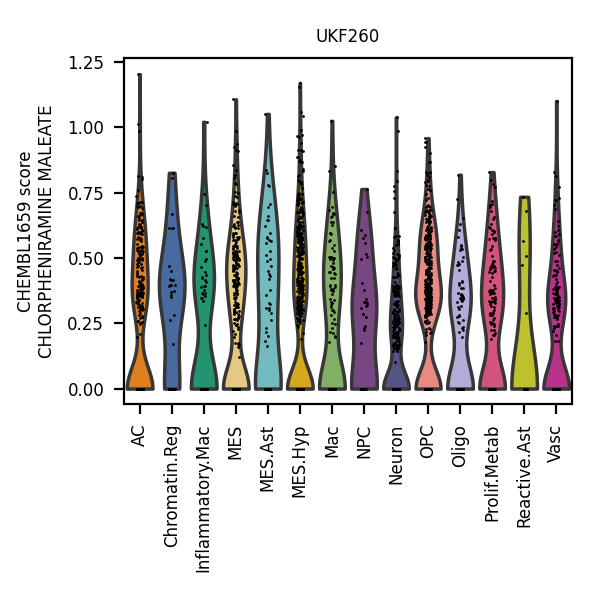 UKF260
CHEMBL1659 score
CHLORPHENIRAMINE MALEATE
1.25
1.00
0.75
0.50
0.25
0.00
AC
Chromatin.Reg
Inflammatory.Mac
MES
MES.Ast
MES.Hyp
Mac
NPC
Neuron
OPC
Oligo
Prolif.Metab
Reactive.Ast
Vasc